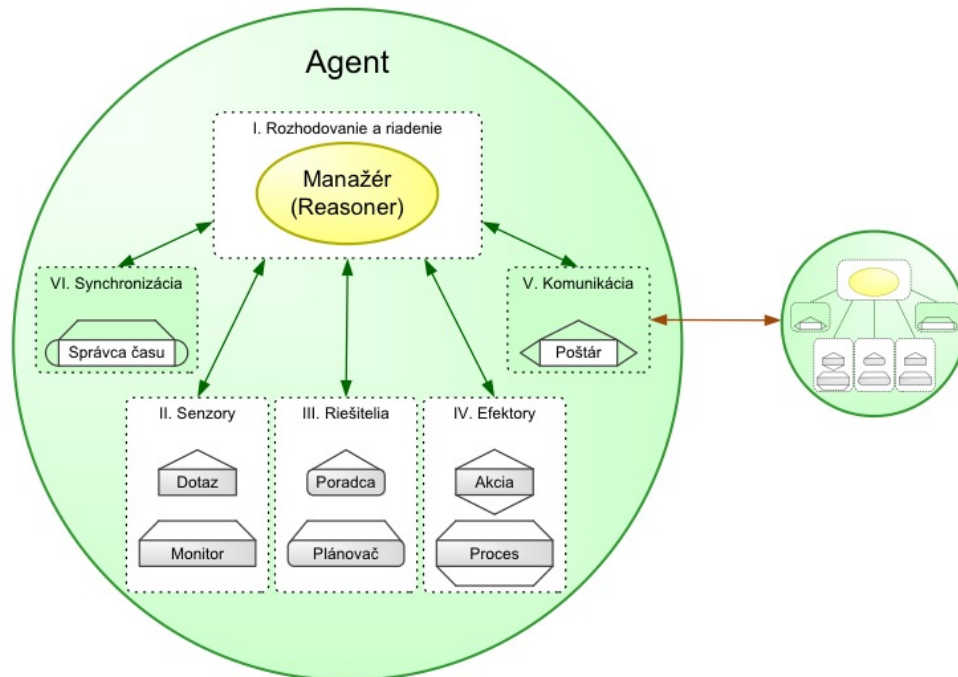 Agent
I. Rozhodovanie a riadenie
Manažér
(Reasoner)
VI. Synchronizácia
Správca času
V. Komunikácia
Poštár
II. Senzory
Dotaz
Monitor
III. Riešitelia
Poradca
Plánovač
IV. Efektory
Akcia
Proces